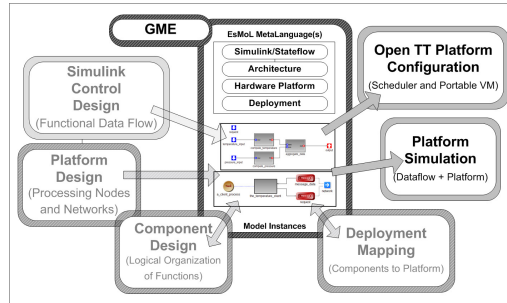 GME
EsMoL MetaLanguage(s)
Simulink/Stateflow
Architecture
Hardware Platform
Deployment
Simulink
Control
Design
(Functional Data Flow)
Platform
Design
(Processing Nodes
and Networks)
Component
Design
(Logical Organization
of Functions)
Model Instances
Open TT Platform
Configuration
(Scheduler and Portable VM)
Platform
Simulation
(Dataflow + Platform)
Deployment
Mapping
(Components to Platform)